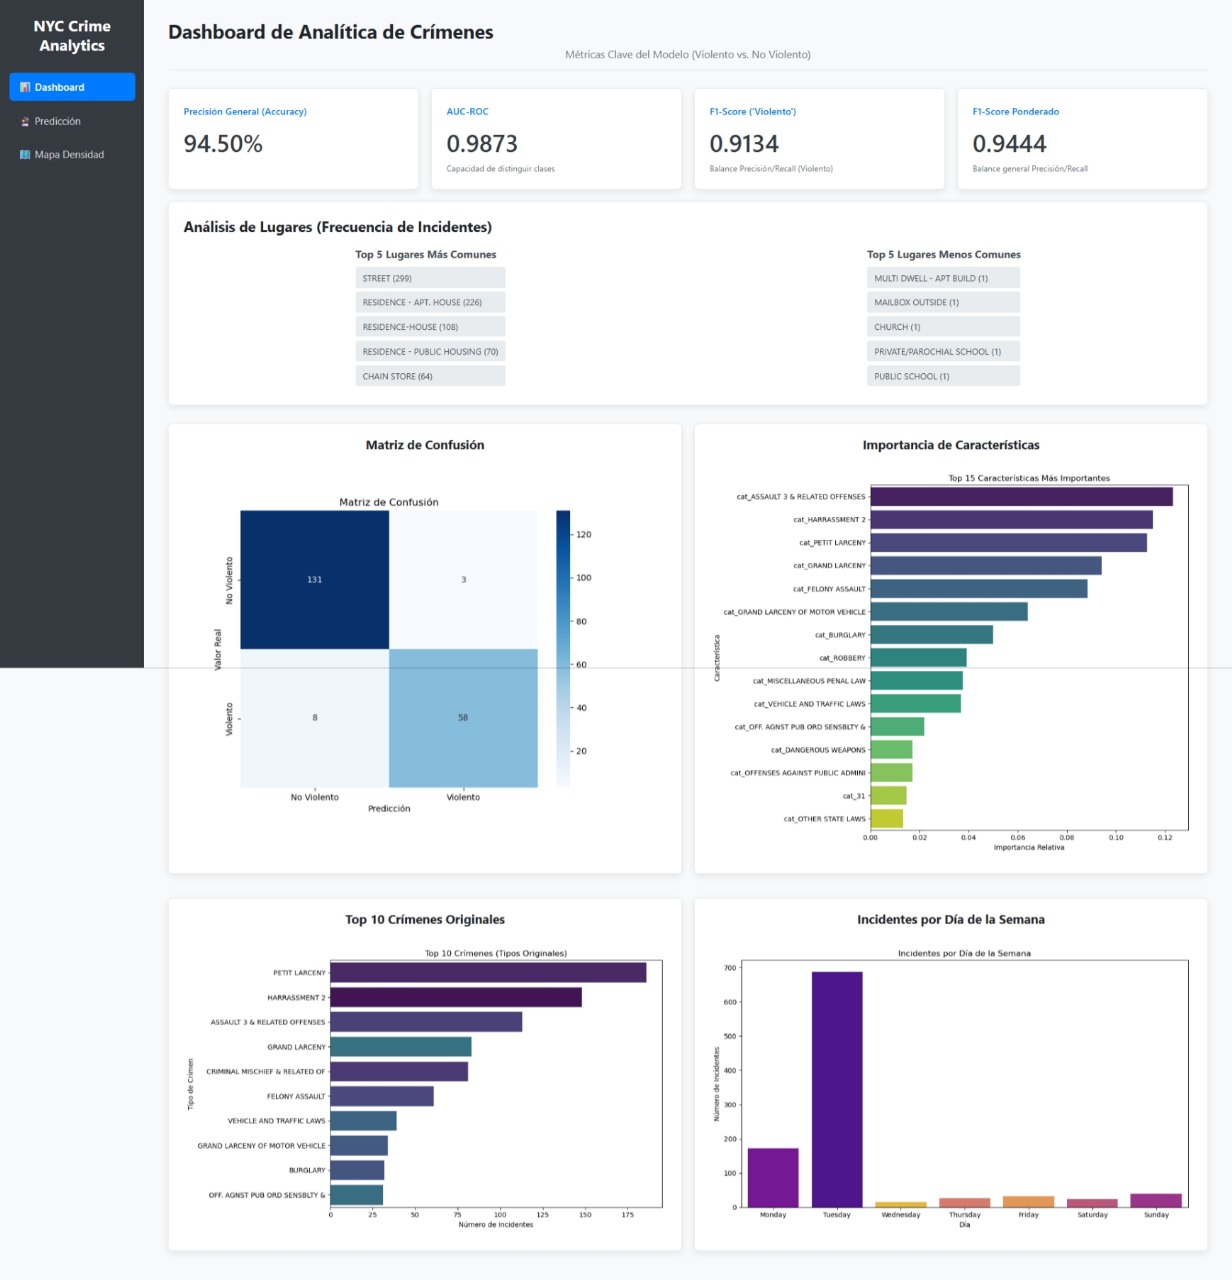 NYC Crime
Analytics
Dashboard
Predicción
Mapa Densidad
Dashboard de Analítica de Crímenes
Métricas Clave del Modelo (Violento vs. No Violento)
Precisión General (Accuracy)
94.50%
AUC-ROC
0.9873
Capacidad de distinguir clases
F1-Score ('Violento')
0.9134
Balance Precisión/Recall (Violento)
F1-Score Ponderado
0.9444
Balance general Precisión/Recall
Análisis de Lugares (Frecuencia de Incidentes)
Top 5 Lugares Más Comunes
STREET (299)
RESIDENCE - APT. HOUSE (226)
RESIDENCE-HOUSE (108)
RESIDENCE - PUBLIC HOUSING (70)
CHAIN STORE (64)
Top 5 Lugares Menos Comunes
MULTI DWELL - APT BUILD (1)
MAILBOX OUTSIDE (1)
CHURCH (1)
PRIVATE/PAROCHIAL SCHOOL (1)
PUBLIC SCHOOL (1)
Matriz de Confusión
Matriz de Confusión
Valor Real
No Violento
Violento
131
3
8
58
No Violento
Violento
Predicción
120
100
80
60
40
20
Importancia de Características
Top 15 Características Más Importantes
Característica
cat_ASSAULT 3 & RELATED OFFENSES
cat_HARRASSMENT 2
cat_PETIT LARCENY
cat_GRAND LARCENY
cat_FELONY ASSAULT
cat_GRAND LARCENY OF MOTOR VEHICLE
cat_BURGLARY
cat_ROBBERY
cat_MISCELLANEOUS PENAL LAW
cat_VEHICLE AND TRAFFIC LAWS
cat_OFF. AGNST PUB ORD SENSBLTY &
cat_DANGEROUS WEAPONS
cat_OFFENSES AGAINST PUBLIC ADMINI
cat_31
cat_OTHER STATE LAWS
0.00 0.02 0.04 0.06 0.08 0.10 0.12
Importancia Relativa
Top 10 Crímenes Originales
Top 10 Crímenes (Tipos Originales)
Tipo de Crimen
PETIT LARCENY
HARRASSMENT 2
ASSAULT 3 & RELATED OFFENSES
GRAND LARCENY
CRIMINAL MISCHIEF & RELATED OF
FELONY ASSAULT
VEHICLE AND TRAFFIC LAWS
GRAND LARCENY OF MOTOR VEHICLE
BURGLARY
OFF. AGNST PUB ORD SENSBLTY &
0 25 50 75 100 125 150 175
Número de Incidentes
Incidentes por Día de la Semana
Incidentes por Día de la Semana
Número de Incidentes
700
600
500
400
300
200
100
0
Monday Tuesday Wednesday Thursday Friday Saturday Sunday
Día